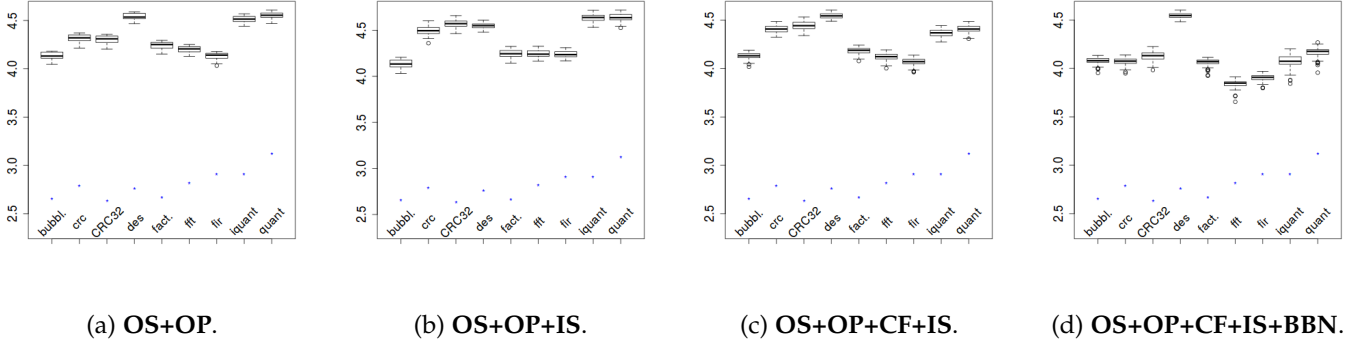 4.5
4.0
3.5
3.0
2.5
bubbl.
crc
CRC32
des
fact.
fft
fir
iquant
quant
(a) OS+OP.
4.5
4.0
3.5
3.0
2.5
bubbl.
crc
CRC32
des
fact.
fft
fir
iquant
quant
(b) OS+OP+IS.
4.5
4.0
3.5
3.0
2.5
bubbl.
crc
CRC32
des
fact.
fft
fir
iquant
quant
(c) OS+OP+CF+IS.
4.5
4.0
3.5
3.0
2.5
bubbl.
crc
CRC32
des
fact.
fft
fir
iquant
quant
(d) OS+OP+CF+IS+BBN.